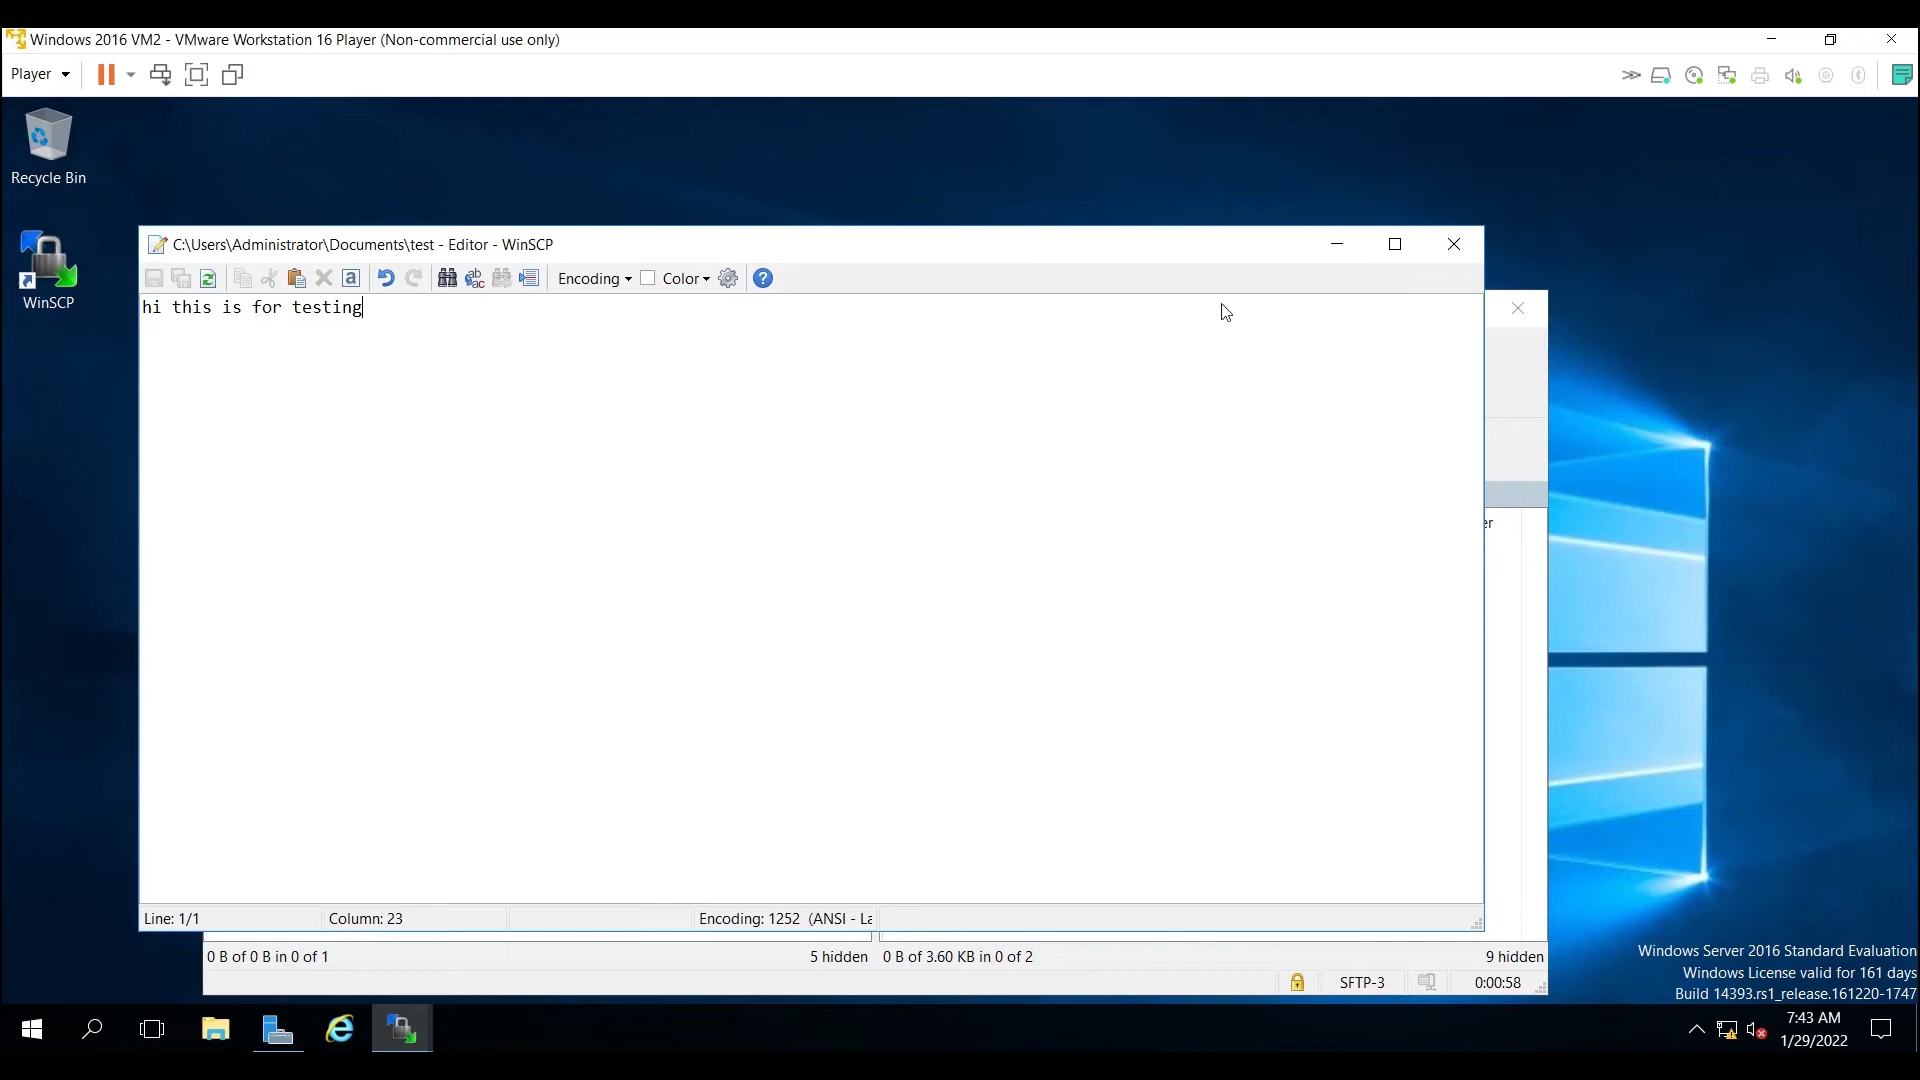 Windows 2016 VM2 - VMware Workstation 16 Player (Non-commercial use only)
Player
Recycle Bin
WinSCP
C:\Users\Administrator\Documents\test - Editor - WinSCP
Encoding
Color
hi this is for testing
er
Line: 1/1
Column: 23
Encoding: 1252 (ANSI - La
0 B of 0 B in 0 of 1
5 hidden
0 B of 3.60 KB in 0 of 2
9 hidden
SFTP-3
0:00:58
Windows Server 2016 Standard Evaluation
Windows License valid for 161 days
Build 14393.rs1_release.161220-1747
7:43 AM
1/29/2022